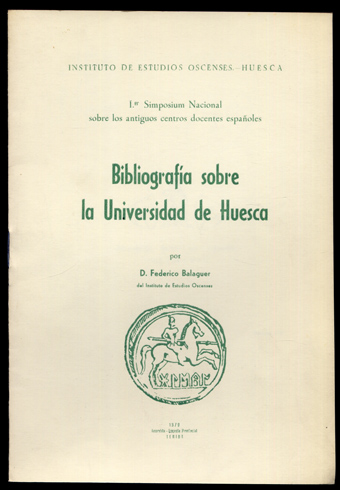 INSTITUTO DE ESTUDIOS OSCENSES.—HUESCA
I.er Simposium Nacional
sobre los antiguos centros docentes españoles
Bibliografía sobre
la Universidad de Huesca
por
D. Federico Balaguer
del Instituto de Estudios Oscenses